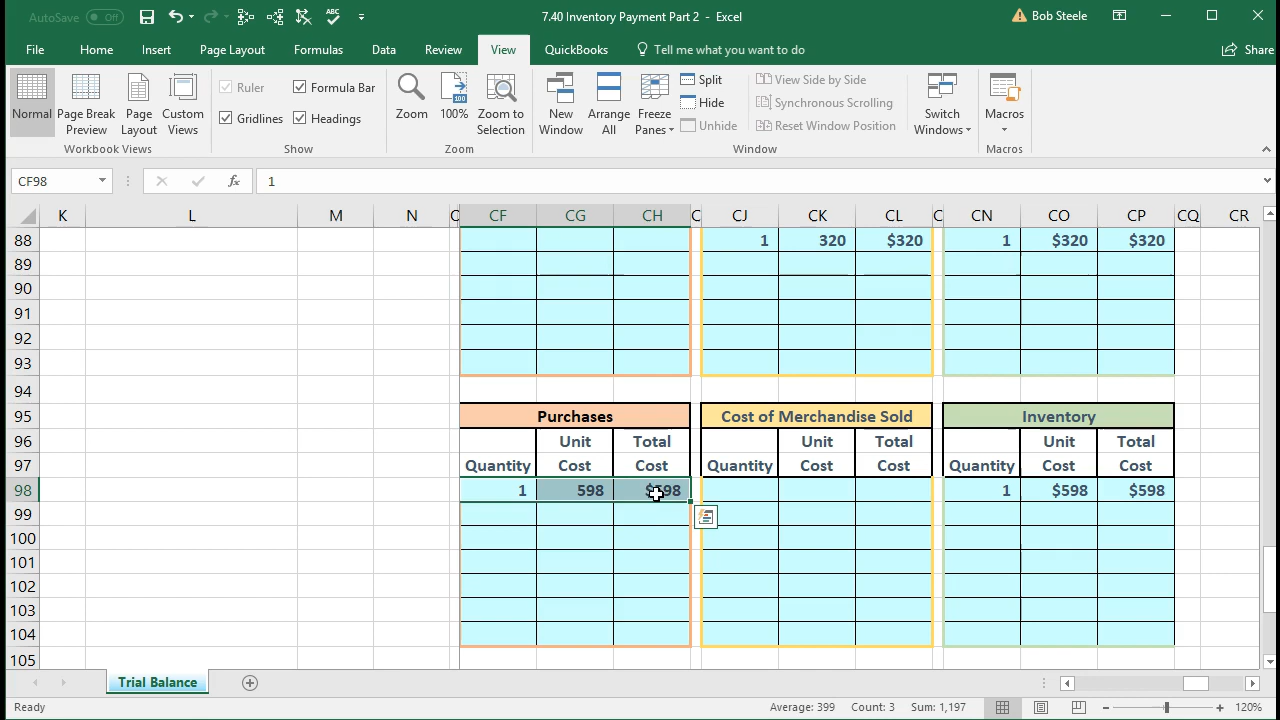 AutoSave Off
7.40 Inventory Payment Part 2 - Excel
Bob Steele
File Home Insert Page Layout Formulas Data Review View QuickBooks Tell me what you want to do Share
Normal
Page Break
Preview
Page
Layout
Custom
Views
Workbook Views
Ruler
Formula Bar
Gridlines
Headings
Show
Zoom
100%
Zoom to
Selection
Zoom
New
Window
Arrange
All
Freeze
Panes
Split
Hide
Unhide
View Side by Side
Synchronous Scrolling
Reset Window Position
Switch
Windows
Window
Macros
Macros
CF98 fx 1
K L M N CF CG CH C CJ CK CL C CN CO CP CQ CR
88 1 320 $320 1 $320 $320
89
90
91
92
93
94
95 Purchases Cost of Merchandise Sold Inventory
96 Unit Total Unit Total Unit Total
97 Quantity Cost Cost Quantity Cost Cost Quantity Cost Cost
98 1 598 $598 1 $598 $598
99
100
101
102
103
104
105
Trial Balance
Ready Average: 399 Count: 3 Sum: 1,197 120%